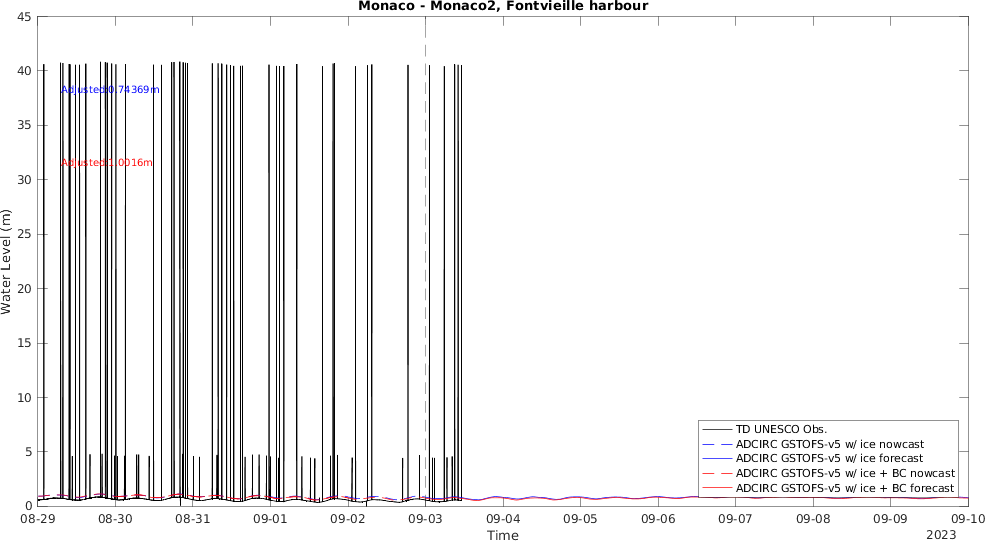 Monaco - Monaco2, Fontvieille harbour
45
40
35
30
25
20
15
10
5
0
Water Level (m)
Adjusted:0.74369m
Adjusted:1.0016m
TD UNESCO Obs.
ADCIRC GSTOFS-v5 w/ ice nowcast
ADCIRC GSTOFS-v5 w/ ice forecast
ADCIRC GSTOFS-v5 w/ ice + BC nowcast
ADCIRC GSTOFS-v5 w/ ice + BC forecast
08-29 08-30 08-31 09-01 09-02 09-03 09-04 09-05 09-06 09-07 09-08 09-09 09-10
Time
2023